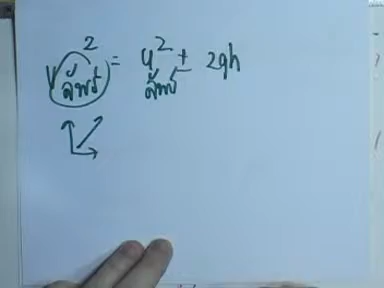 v² ลัพธ์ = u² ลัพธ์ ± 2gh